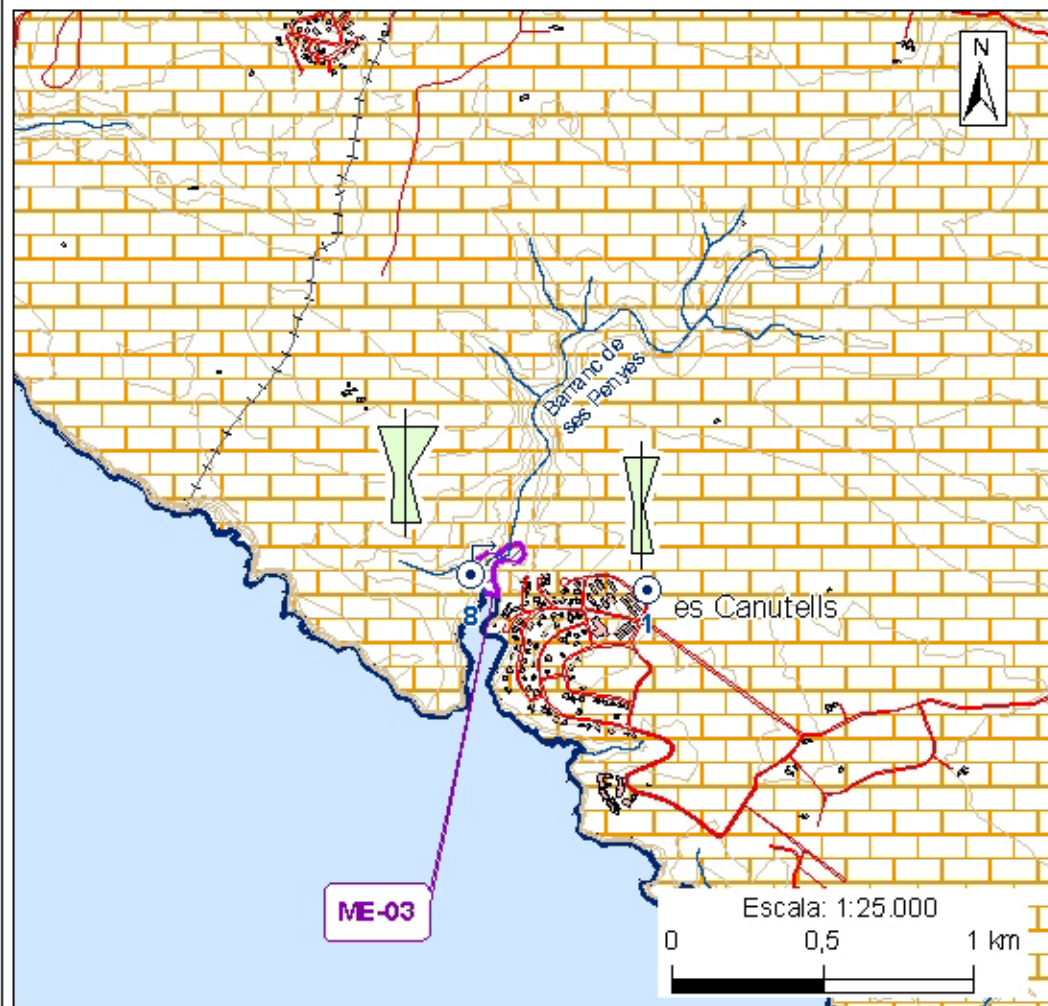 N
Barranc de
ses Penyes
8
1
es Canutells
ME-03
Escala: 1:25.000
0 0,5 1 km